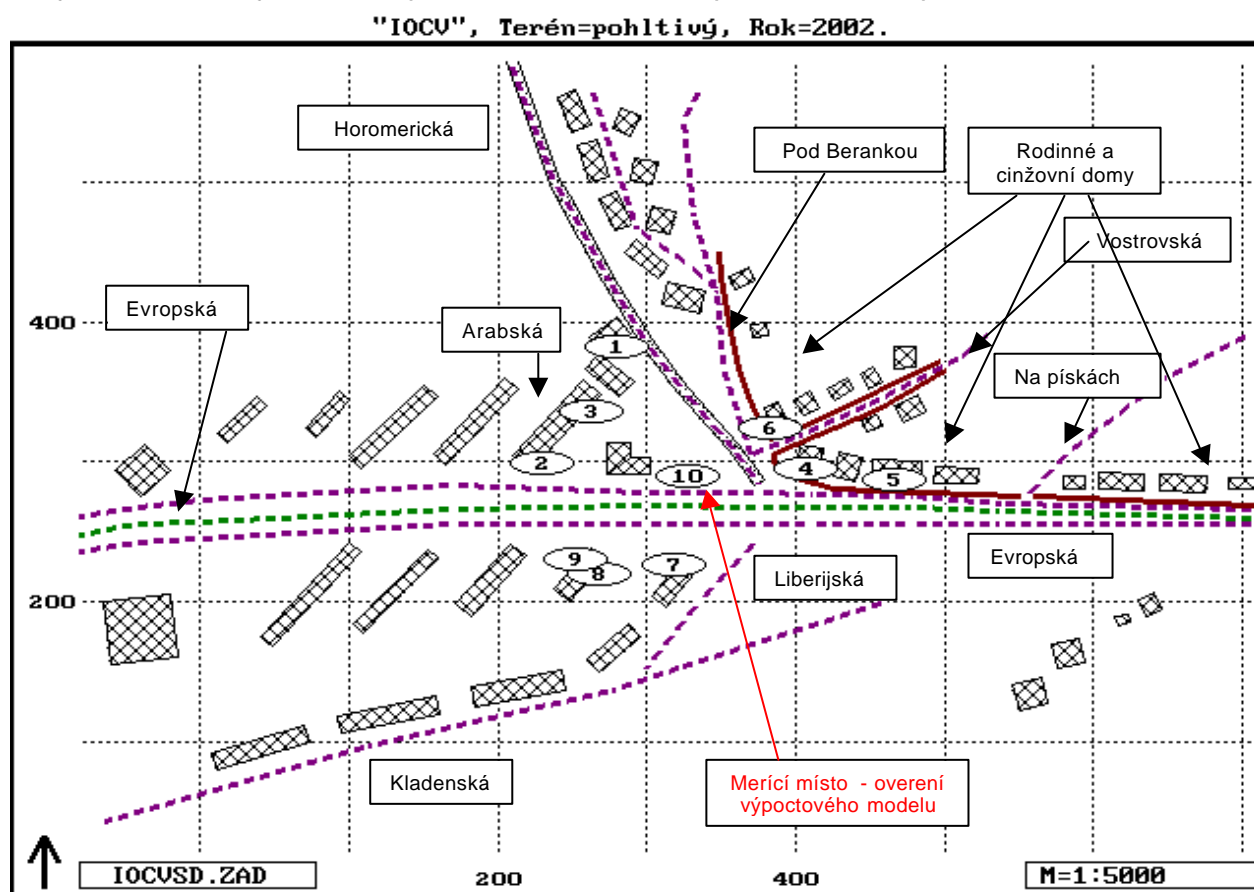 "IOCV", Terén=pohltivý, Rok=2002.
Horomerická
Pod Berankou
Rodinné a
cinžovní domy
Vostrovská
Evropská
400
Arabská
1
Na pískách
3
6
2
10
4
5
9
8
7
Liberijská
Evropská
200
Kladenská
Merící místo - overení
výpoctového modelu
IOCVSD.ZAD
200
400
M=1:5000